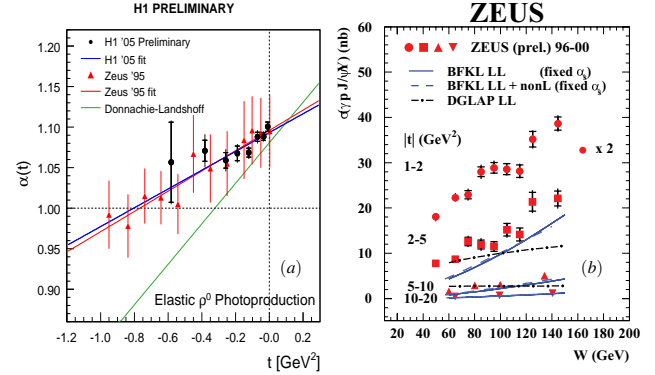 H1 PRELIMINARY
α(t)
1.20
1.15
1.10
1.05
1.00
0.95
0.90
H1 '05 Preliminary
H1 '05 fit
Zeus '95
Zeus '95 fit
Donnachie-Landshoff
(a)
Elastic ρ⁰ Photoproduction
-1.2 -1.0 -0.8 -0.6 -0.4 -0.2 -0.0 0.2
t [GeV²]
ZEUS
σ(γ p J/ψY) (nb)
60
50
40
30
20
10
0
ZEUS (prel.) 96-00
BFKL LL (fixed αs)
BFKL LL + nonL (fixed αs)
DGLAP LL
|t| (GeV²)
1-2
x 2
2-5
5-10
10-20
(b)
20 40 60 80 100 120 140 160 180 200
W (GeV)